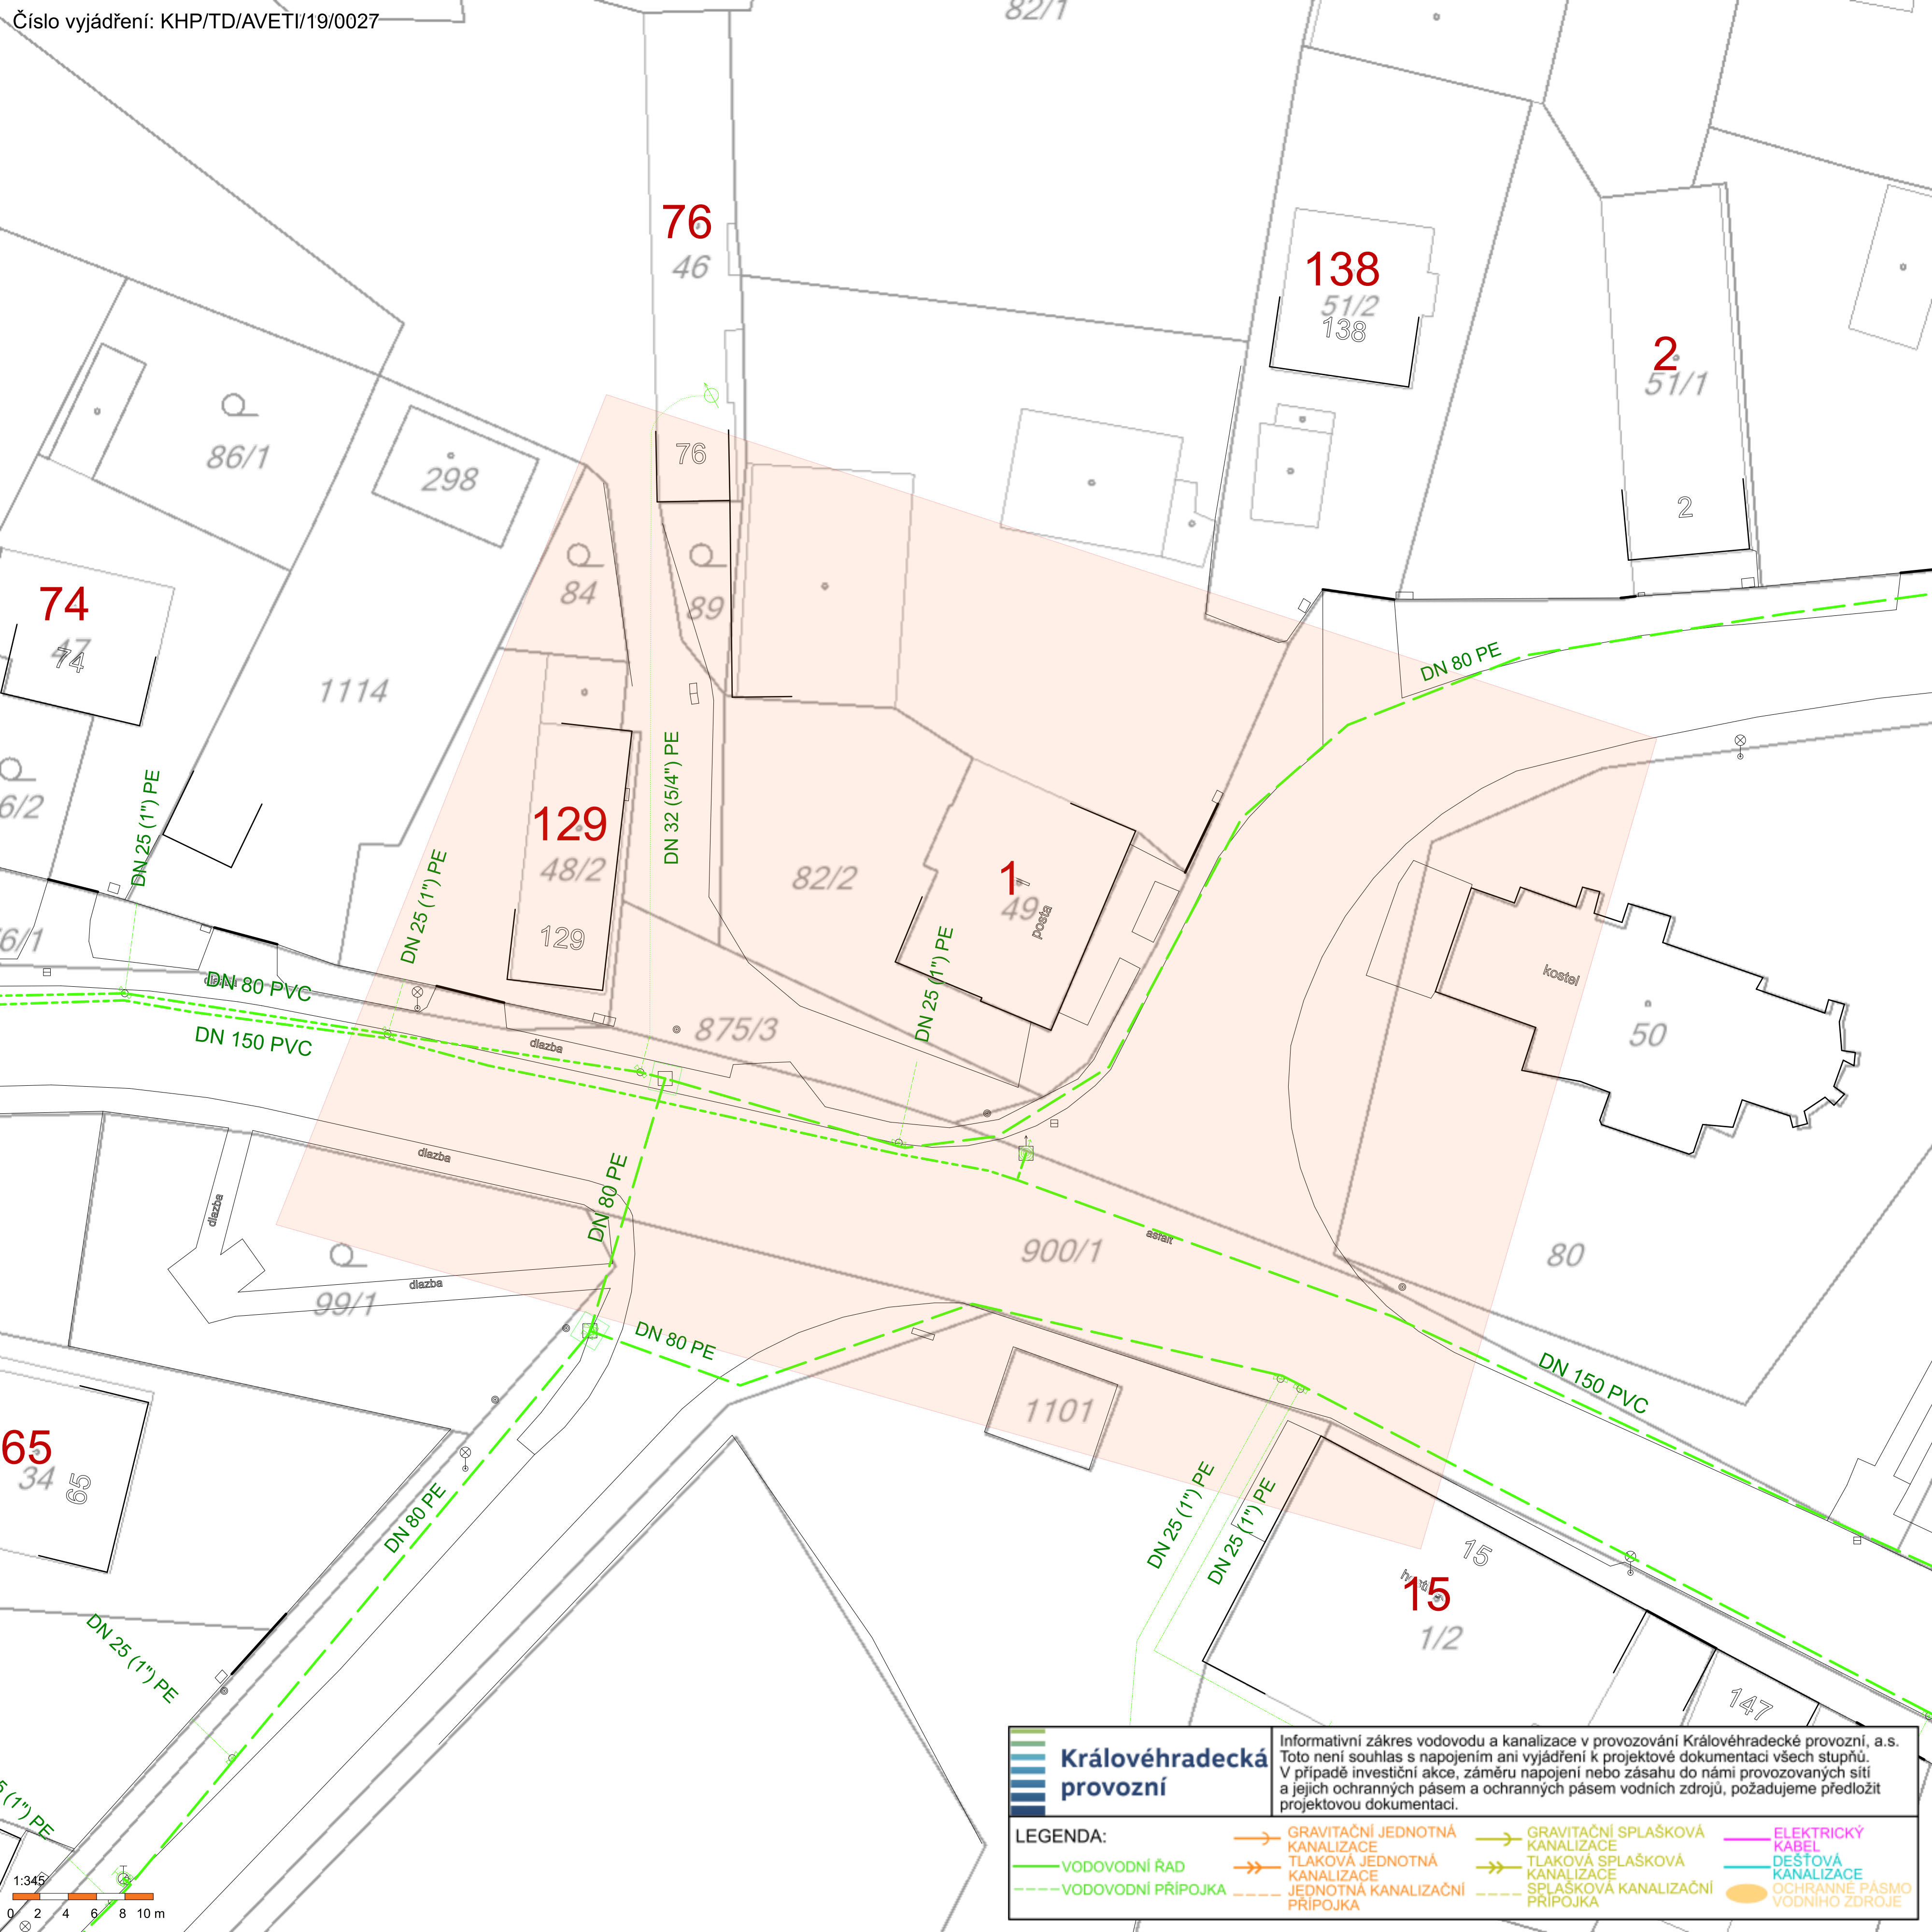 Číslo vyjádření: KHP/TD/AVETI/19/0027
82/1
76
46
138
51/2
138
2
51/1
2
86/1
298
76
84
89
74
47
74
1114
DN 80 PE
DN 32 (5/4") PE
DN 25 (1") PE
6/2
129
48/2
129
82/2
1
49
posta
DN 25 (1") PE
DN 25 (1") PE
6/1
kostel
50
DN 80 PVC
DN 150 PVC
dlazba
875/3
dlazba
dlazba
dlazba
DN 80 PE
900/1
asfalt
80
99/1
dlazba
DN 80 PE
DN 150 PVC
1101
65
34
65
DN 80 PE
DN 25 (1") PE
DN 25 (1") PE
15
15
1/2
147
DN 25 (1") PE
5 (1") PE
1:345
0 2 4 6 8 10 m
Královéhradecká
provozní
Informativní zákres vodovodu a kanalizace v provozování Královéhradecké provozní, a.s.
Toto není souhlas s napojením ani vyjádření k projektové dokumentaci všech stupňů.
V případě investiční akce, záměru napojení nebo zásahu do námi provozovaných sítí
a jejich ochranných pásem a ochranných pásem vodních zdrojů, požadujeme předložit
projektovou dokumentaci.
LEGENDA:
VODOVODNÍ ŘAD
VODOVODNÍ PŘÍPOJKA
GRAVITAČNÍ JEDNOTNÁ
KANALIZACE
TLAKOVÁ JEDNOTNÁ
KANALIZACE
JEDNOTNÁ KANALIZAČNÍ
PŘÍPOJKA
GRAVITAČNÍ SPLAŠKOVÁ
KANALIZACE
TLAKOVÁ SPLAŠKOVÁ
KANALIZACE
SPLAŠKOVÁ KANALIZAČNÍ
PŘÍPOJKA
ELEKTRICKÝ
KABEL
DEŠŤOVÁ
KANALIZACE
OCHRANNÉ PÁSMO
VODNÍHO ZDROJE